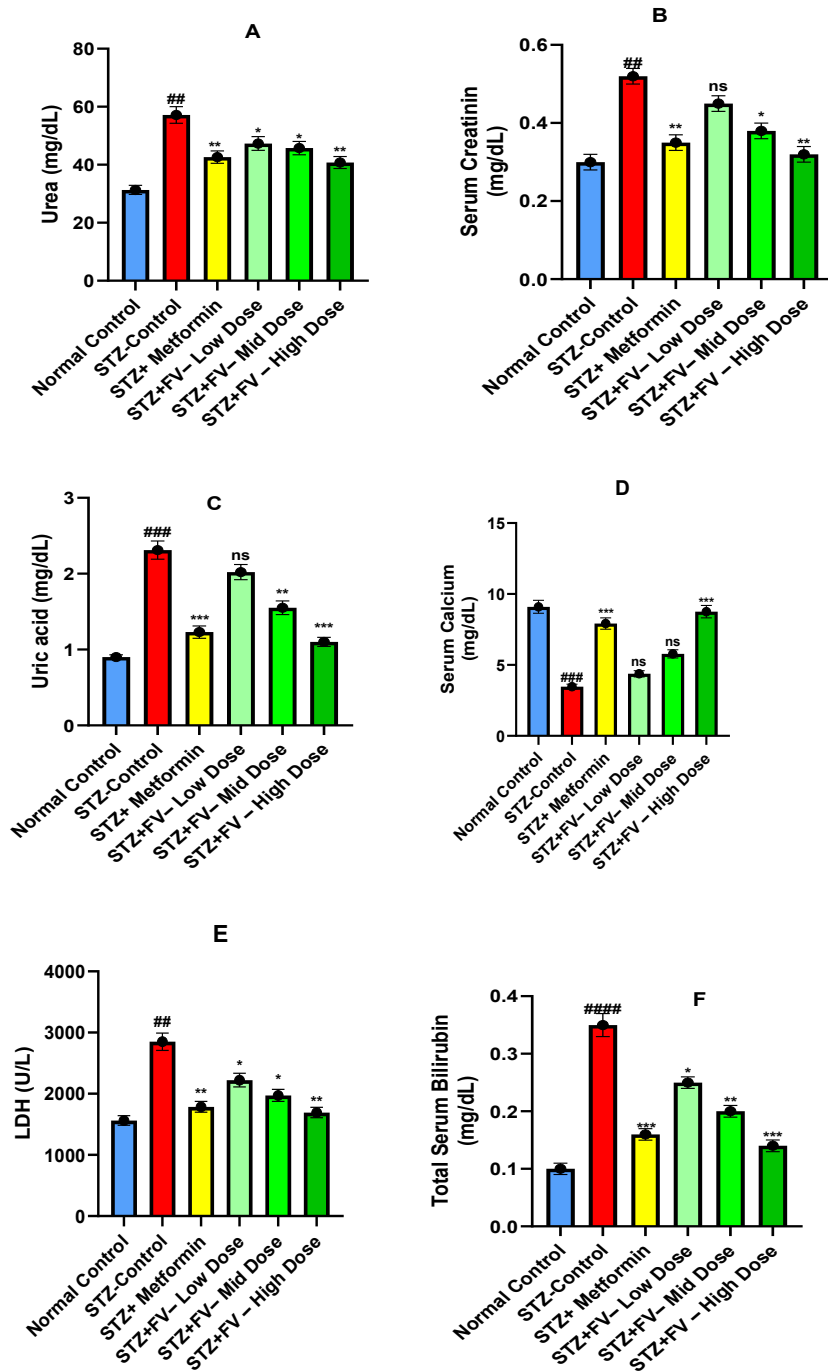 A
Urea (mg/dL)
80
60
40
20
0
##
**
*
*
**
Normal Control
STZ-Control
STZ+ Metformin
STZ+FV– Low Dose
STZ+FV– Mid Dose
STZ+FV – High Dose
B
Serum Creatinin
(mg/dL)
0.6
0.4
0.2
0.0
##
**
ns
*
**
Normal Control
STZ-Control
STZ+ Metformin
STZ+FV– Low Dose
STZ+FV– Mid Dose
STZ+FV – High Dose
C
Uric acid (mg/dL)
3
2
1
0
###
***
ns
**
***
Normal Control
STZ-Control
STZ+ Metformin
STZ+FV– Low Dose
STZ+FV– Mid Dose
STZ+FV – High Dose
D
Serum Calcium
(mg/dL)
15
10
5
0
###
***
ns
ns
***
Normal Control
STZ-Control
STZ+ Metformin
STZ+FV– Low Dose
STZ+FV– Mid Dose
STZ+FV – High Dose
E
LDH (U/L)
4000
3000
2000
1000
0
##
**
*
*
**
Normal Control
STZ-Control
STZ+ Metformin
STZ+FV– Low Dose
STZ+FV– Mid Dose
STZ+FV – High Dose
F
Total Serum Bilirubin
(mg/dL)
0.4
0.3
0.2
0.1
0.0
####
***
*
**
***
Normal Control
STZ-Control
STZ+ Metformin
STZ+FV– Low Dose
STZ+FV– Mid Dose
STZ+FV – High Dose